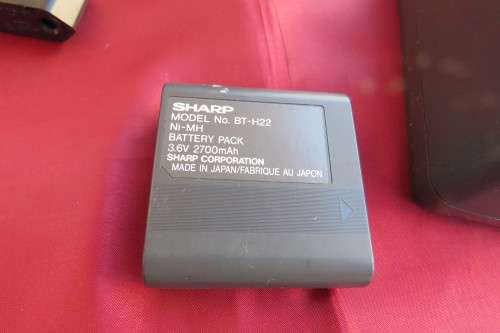 SHARP
MODEL No. BT-H22
Ni-MH
BATTERY PACK
3.6V 2700mAh
SHARP CORPORATION
MADE IN JAPAN/FABRIQUE AU JAPON